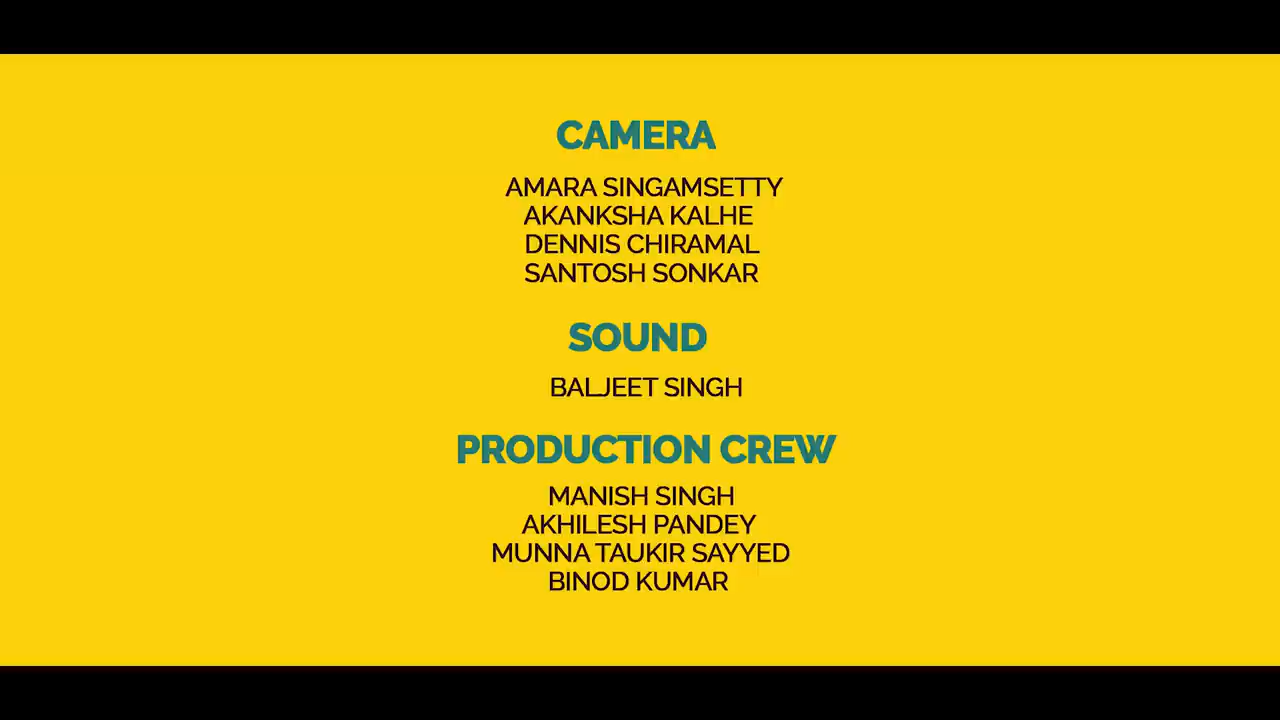 CAMERA
AMARA SINGAMSETTY
AKANKSHA KALHE
DENNIS CHIRAMAL
SANTOSH SONKAR
SOUND
BALJEET SINGH
PRODUCTION CREW
MANISH SINGH
AKHILESH PANDEY
MUNNA TAUKIR SAYYED
BINOD KUMAR